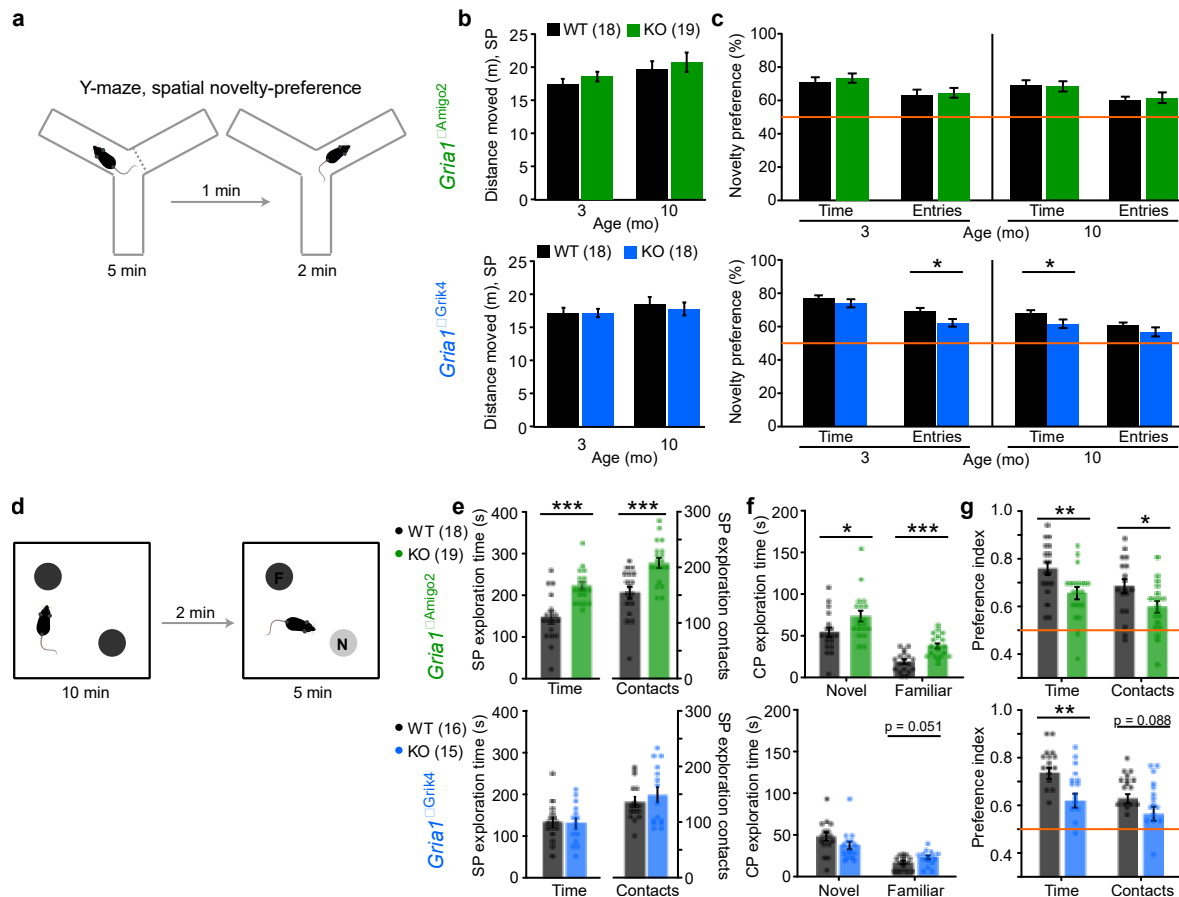 a
Y-maze, spatial novelty-preference
1 min
5 min
2 min
b
WT (18) KO (19)
Gria1□Amigo2
Distance moved (m), SP
25
20
15
10
5
0
3 10
Age (mo)
WT (18) KO (18)
Gria1□Grik4
Distance moved (m), SP
25
20
15
10
5
0
3 10
Age (mo)
c
Novelty preference (%)
100
80
60
40
20
0
Time Entries Time Entries
3 Age (mo) 10
Novelty preference (%)
100
80
60
40
20
0
* *
Time Entries Time Entries
3 Age (mo) 10
d
2 min
F
N
10 min
5 min
e
WT (18)
KO (19)
Gria1□Amigo2
SP exploration time (s)
400
300
200
100
0
*** ***
300
200
100
0
SP exploration contacts
Time Contacts
WT (16)
KO (15)
Gria1□Grik4
SP exploration time (s)
400
300
200
100
0
300
200
100
0
SP exploration contacts
Time Contacts
f
CP exploration time (s)
200
150
100
50
0
* ***
Novel Familiar
CP exploration time (s)
200
150
100
50
0
p = 0.051
Novel Familiar
g
Preference index
1.0
0.8
0.6
0.4
** *
Time Contacts
Preference index
1.0
0.8
0.6
0.4
**
p = 0.088
Time Contacts